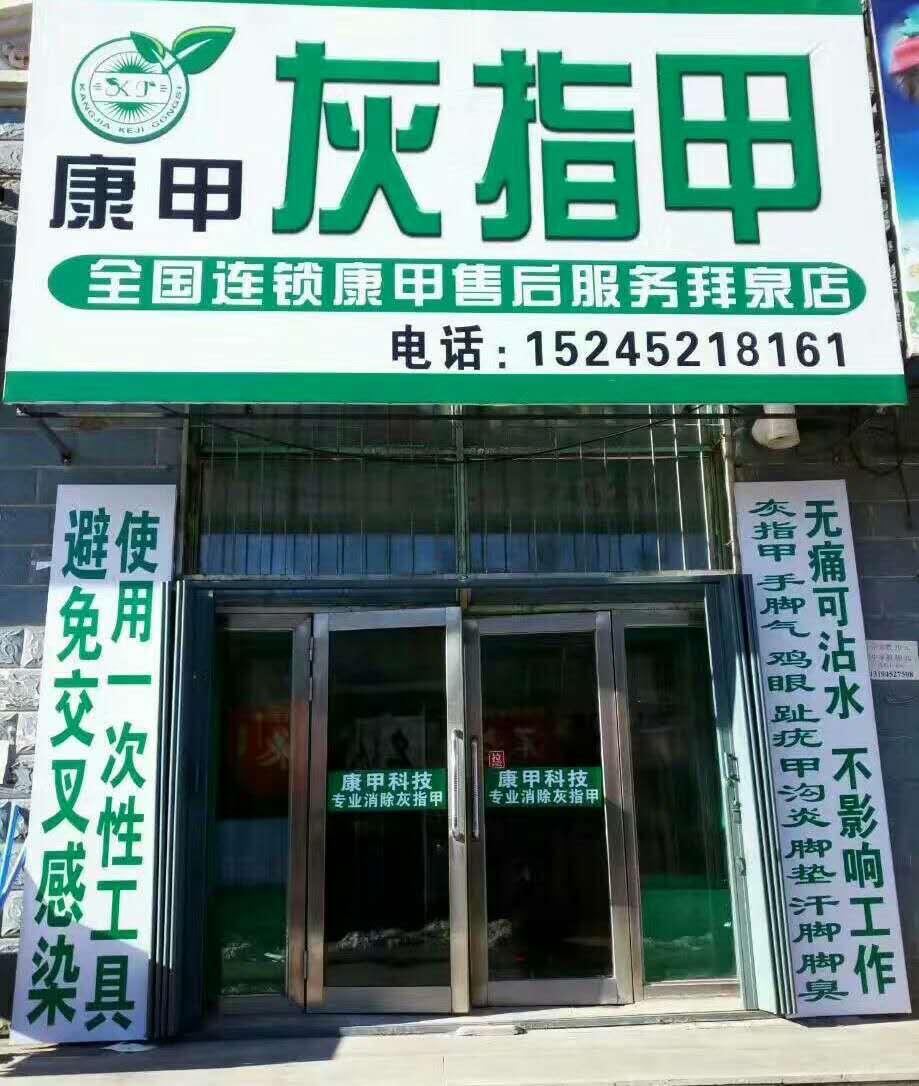 KANGJIA KEJI GONGSI
康甲
灰指甲
全国连锁康甲售后服务拜泉店
电话：15245218161
使用一次性工具
避免交叉感染
无痛可沾水 不影响工作
灰指甲 手脚气 鸡眼 趾疣 甲沟炎 脚垫 汗脚 脚臭
康甲科技
专业消除灰指甲
拉
康甲科技
专业消除灰指甲